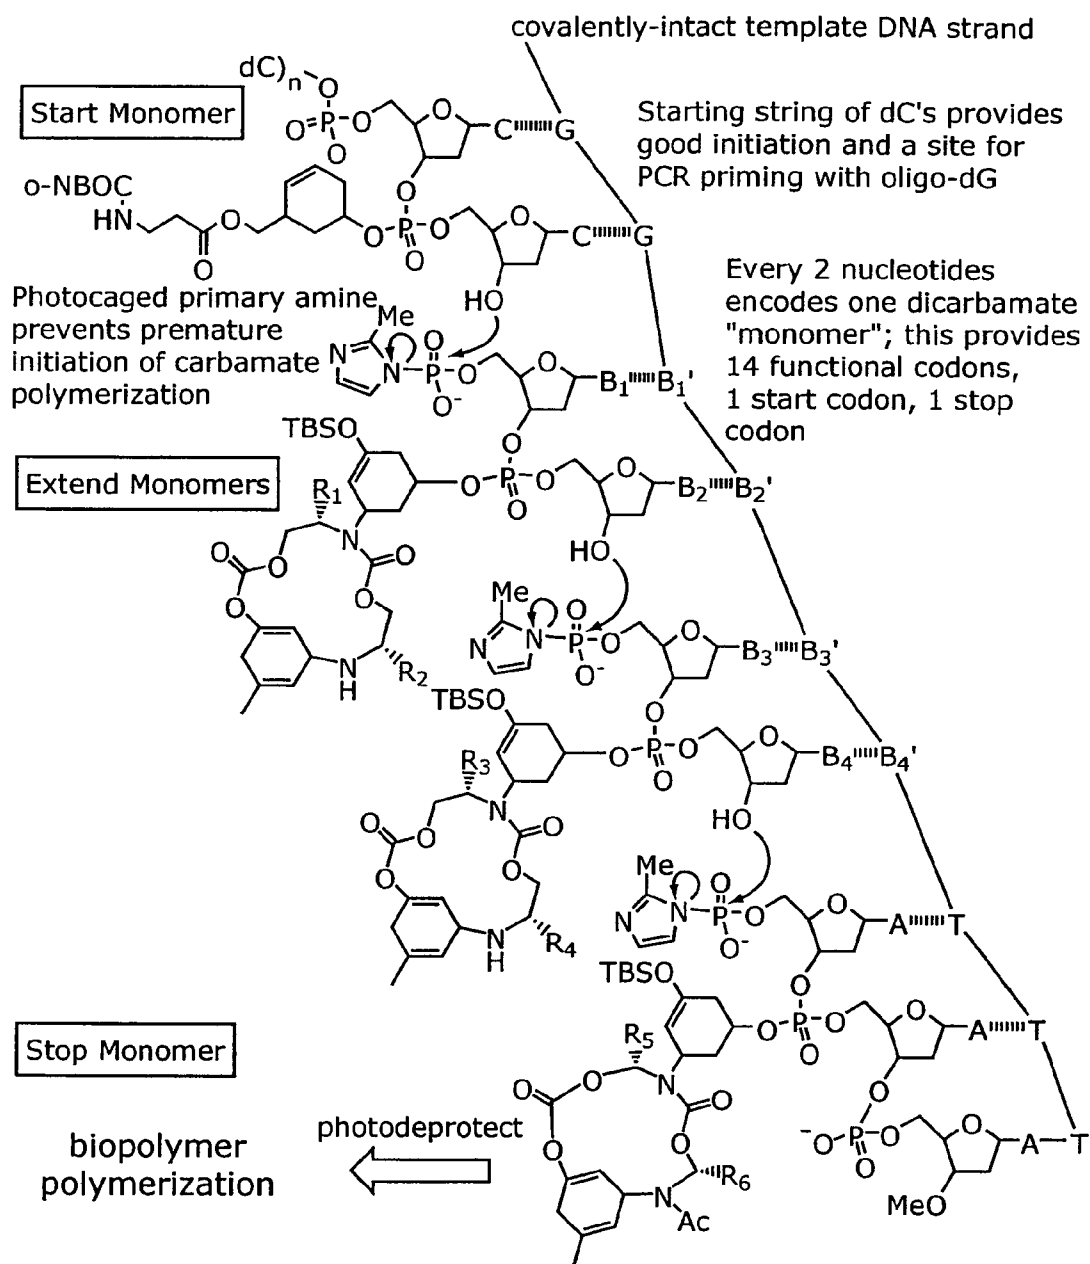 covalently-intact template DNA strand
dC)n O
Start Monomer
O=P-O O C G
O
Starting string of dC's provides
good initiation and a site for
PCR priming with oligo-dG
o-NBOC
HN O O O P-O O C G
O O
HO
Photocaged primary amine
prevents premature
initiation of carbamate
polymerization
Every 2 nucleotides
encodes one dicarbamate
"monomer"; this provides
14 functional codons,
1 start codon, 1 stop
codon
Me
N N-P-O O B1 B1'
O
O-
TBSO
O
Extend Monomers
O P-O O B2 B2'
O
R1
N
HO
O O O
O
O
N
H
R2
Me
N N-P-O O B3 B3'
O
O-
TBSO
O
O P-O O B4 B4'
O
R3
N
HO
O O O
O
O
N
H
R4
Me
N N-P-O O A T
O
O-
TBSO
O
Stop Monomer
O P-O O A T
O
R5
O N
O O
O
O
O
-O-P-O O A T
O
R6
N
Ac
MeO
biopolymer
polymerization
photodeprotect